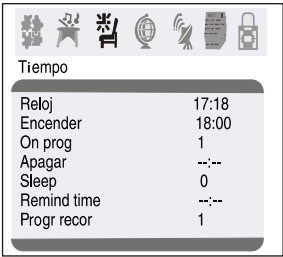 Tiempo
Reloj 17:18
Encender 18:00
On prog 1
Apagar --:--
Sleep 0
Remind time --:--
Progr recor 1